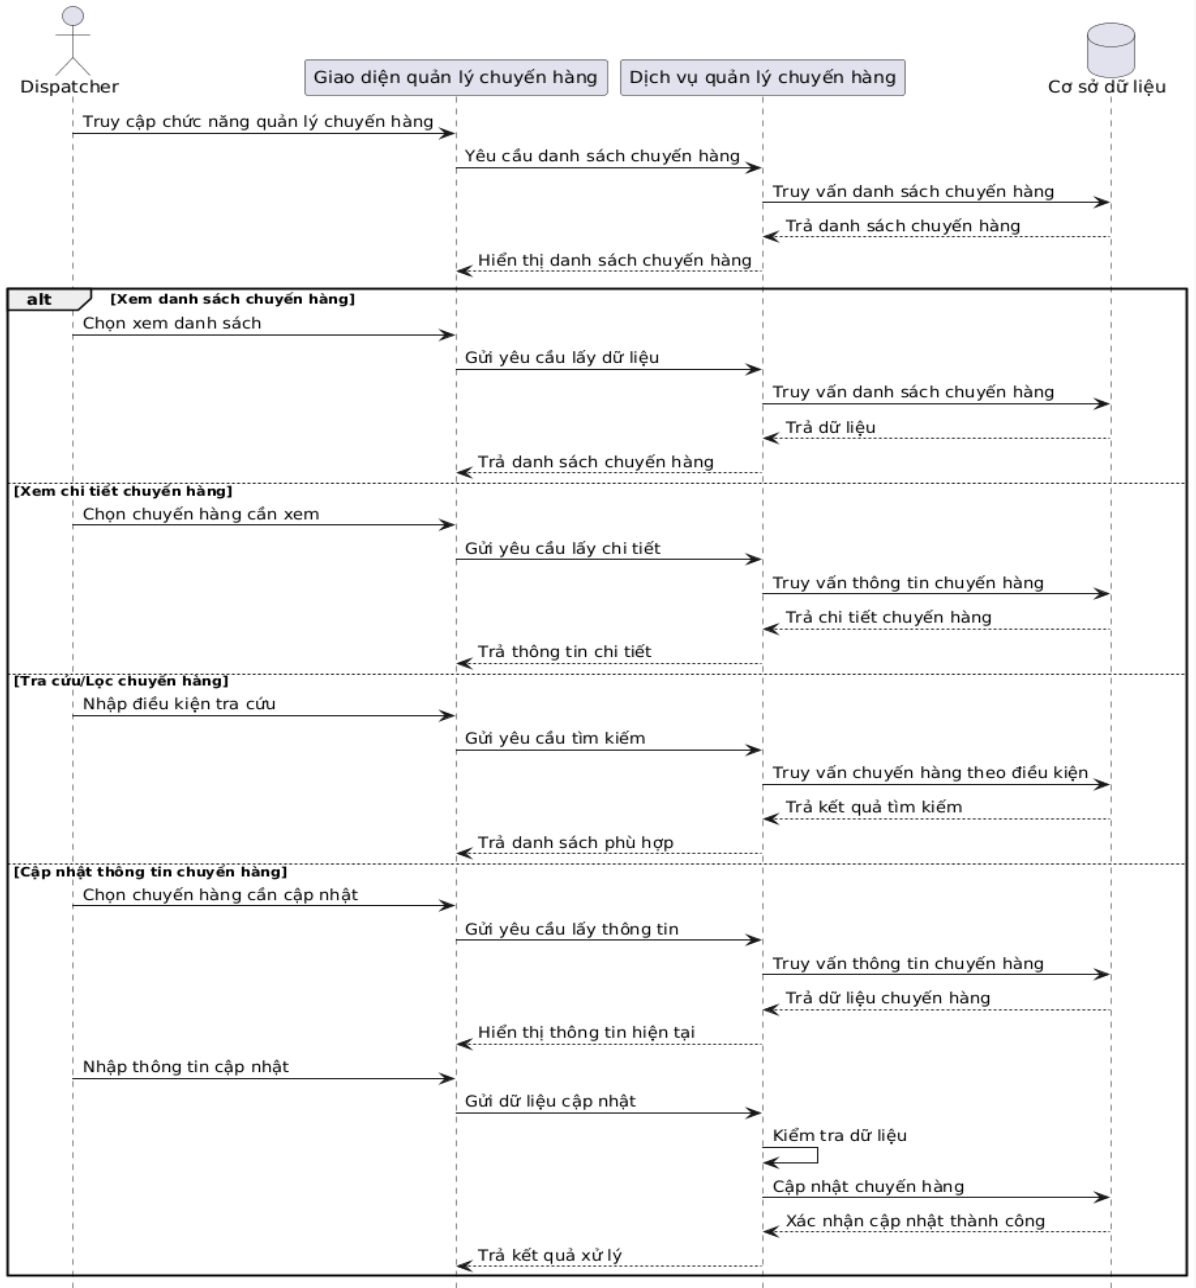 Dispatcher
Giao diện quản lý chuyến hàng
Dịch vụ quản lý chuyến hàng
Cơ sở dữ liệu
Truy cập chức năng quản lý chuyến hàng
Yêu cầu danh sách chuyến hàng
Truy vấn danh sách chuyến hàng
Trả danh sách chuyến hàng
Hiển thị danh sách chuyến hàng
alt [Xem danh sách chuyến hàng]
Chọn xem danh sách
Gửi yêu cầu lấy dữ liệu
Truy vấn danh sách chuyến hàng
Trả dữ liệu
Trả danh sách chuyến hàng
[Xem chi tiết chuyến hàng]
Chọn chuyến hàng cần xem
Gửi yêu cầu lấy chi tiết
Truy vấn thông tin chuyến hàng
Trả chi tiết chuyến hàng
Trả thông tin chi tiết
[Tra cứu/Lọc chuyến hàng]
Nhập điều kiện tra cứu
Gửi yêu cầu tìm kiếm
Truy vấn chuyến hàng theo điều kiện
Trả kết quả tìm kiếm
Trả danh sách phù hợp
[Cập nhật thông tin chuyến hàng]
Chọn chuyến hàng cần cập nhật
Gửi yêu cầu lấy thông tin
Truy vấn thông tin chuyến hàng
Trả dữ liệu chuyến hàng
Hiển thị thông tin hiện tại
Nhập thông tin cập nhật
Gửi dữ liệu cập nhật
Kiểm tra dữ liệu
Cập nhật chuyến hàng
Xác nhận cập nhật thành công
Trả kết quả xử lý